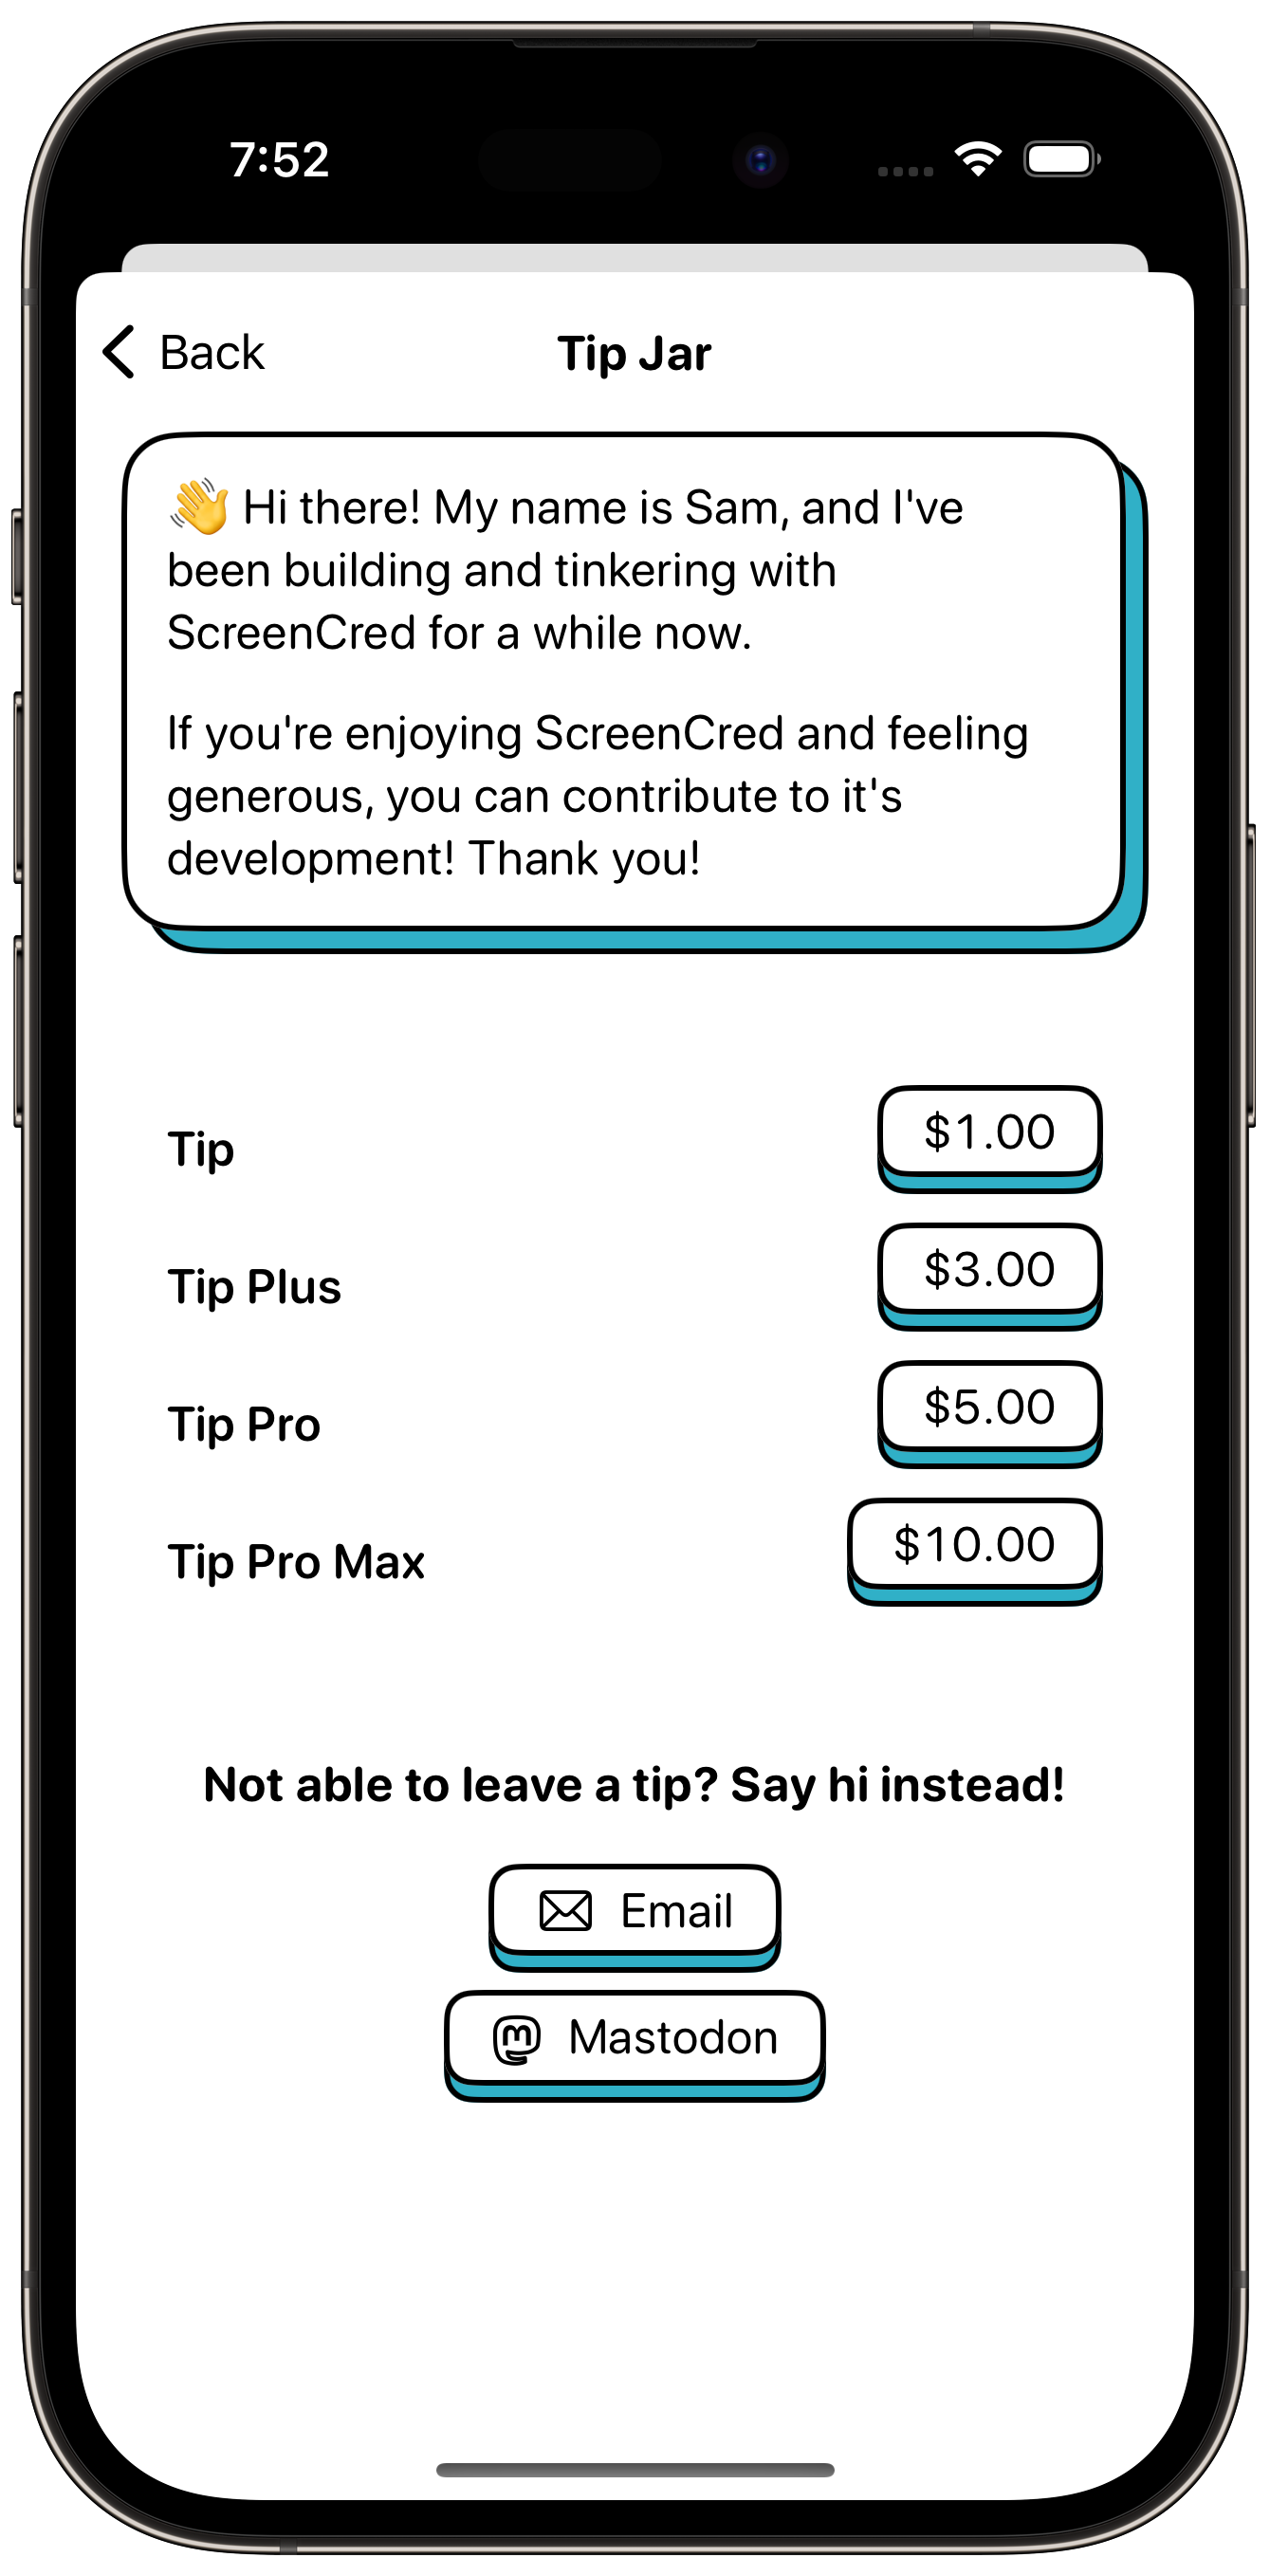 7:52
Back
Tip Jar
👋 Hi there! My name is Sam, and I've
been building and tinkering with
ScreenCred for a while now.
If you're enjoying ScreenCred and feeling
generous, you can contribute to it's
development! Thank you!
Tip
$1.00
Tip Plus
$3.00
Tip Pro
$5.00
Tip Pro Max
$10.00
Not able to leave a tip? Say hi instead!
Email
Mastodon